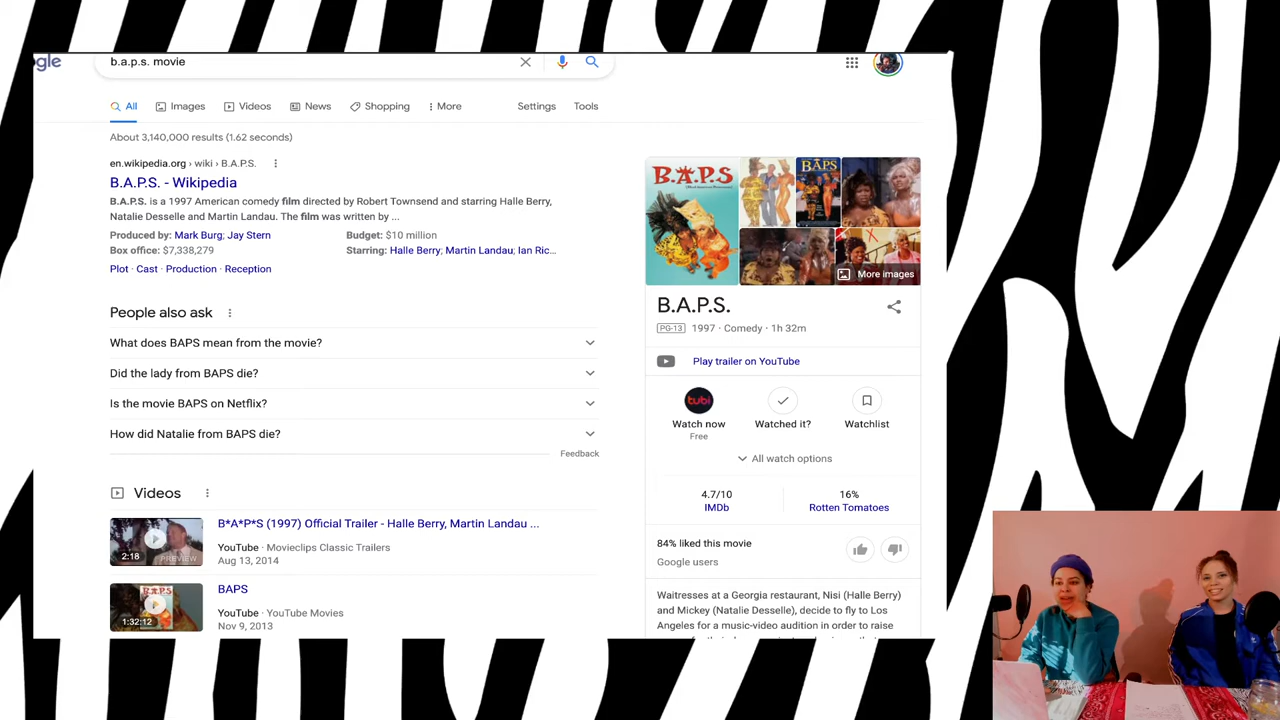 gle
b.a.p.s. movie
All Images Videos News Shopping More Settings Tools
About 3,140,000 results (1.62 seconds)
en.wikipedia.org › wiki › B.A.P.S.
B.A.P.S. - Wikipedia
B.A.P.S. is a 1997 American comedy film directed by Robert Townsend and starring Halle Berry,
Natalie Desselle and Martin Landau. The film was written by ...
Produced by: Mark Burg; Jay Stern
Budget: $10 million
Box office: $7,338,279
Starring: Halle Berry; Martin Landau; Ian Ric...
Plot · Cast · Production · Reception
People also ask
What does BAPS mean from the movie?
Did the lady from BAPS die?
Is the movie BAPS on Netflix?
How did Natalie from BAPS die?
Feedback
Videos
B*A*P*S (1997) Official Trailer - Halle Berry, Martin Landau ...
2:18
PREVIEW
YouTube · Movieclips Classic Trailers
Aug 13, 2014
BAPS
1:32:12
YouTube · YouTube Movies
Nov 9, 2013
B.A.P.S
BAPS
More images
B.A.P.S.
PG-13 1997 · Comedy · 1h 32m
Play trailer on YouTube
tubi
Watch now Watched it? Watchlist
Free
All watch options
4.7/10 16%
IMDb Rotten Tomatoes
84% liked this movie
Google users
Waitresses at a Georgia restaurant, Nisi (Halle Berry)
and Mickey (Natalie Desselle), decide to fly to Los
Angeles for a music-video audition in order to raise